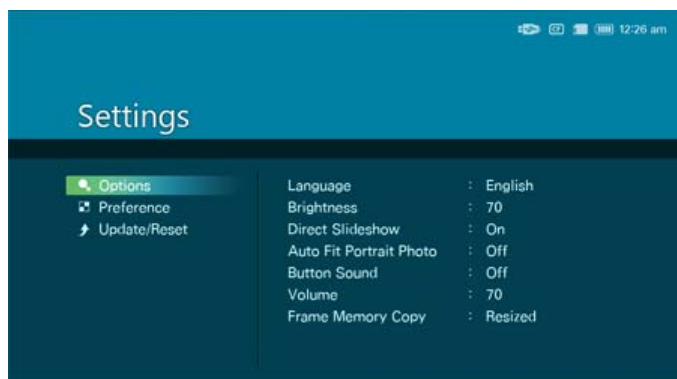 CF 12:26 am
Settings
Options
Preference
Update/Reset
Language : English
Brightness : 70
Direct Slideshow : On
Auto Fit Portrait Photo : Off
Button Sound : Off
Volume : 70
Frame Memory Copy : Resized